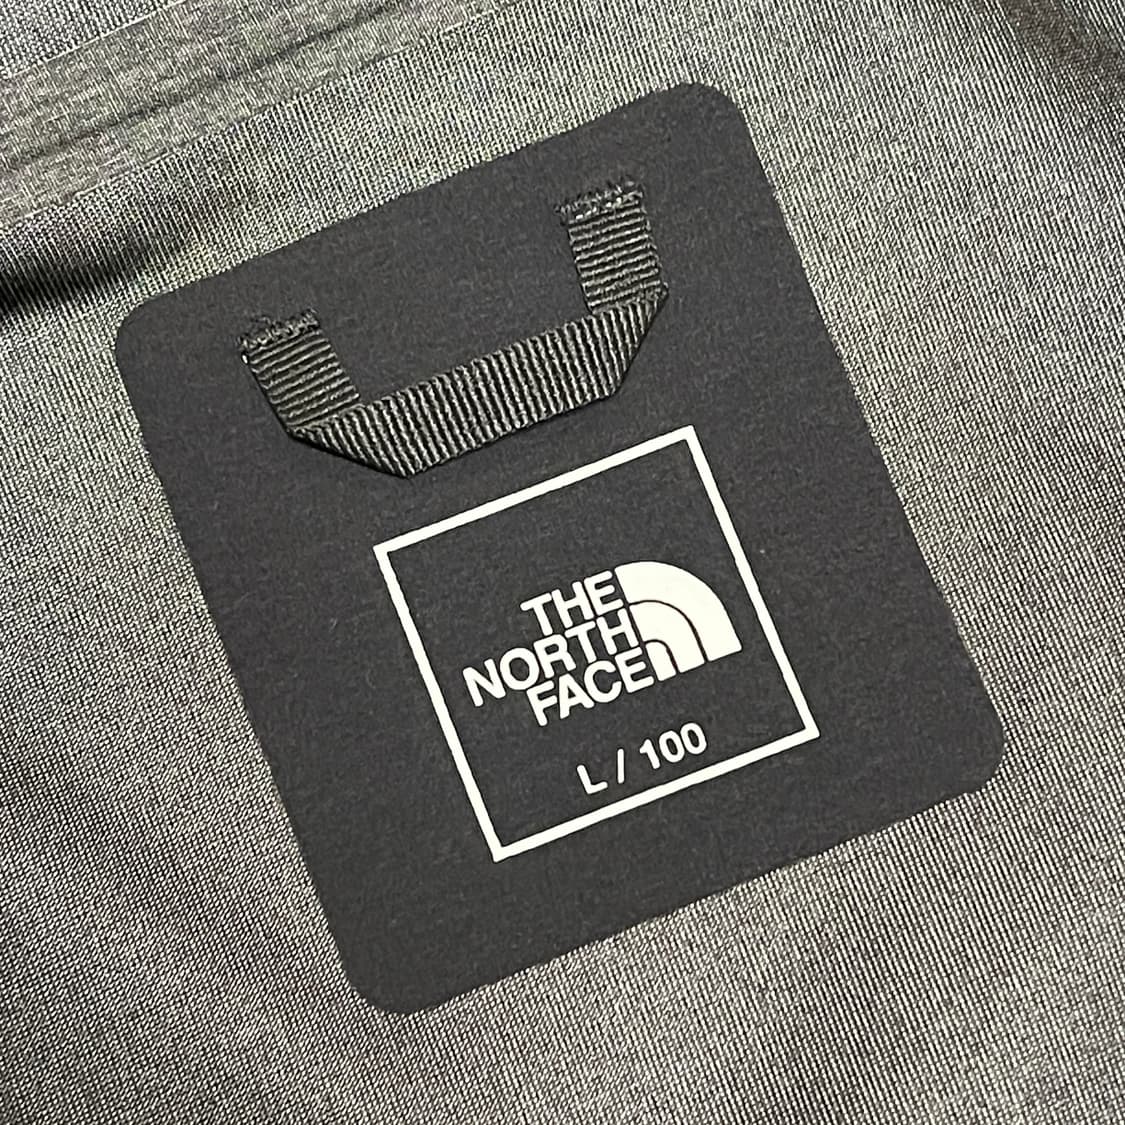 THE
NORTH
FACE
L / 100